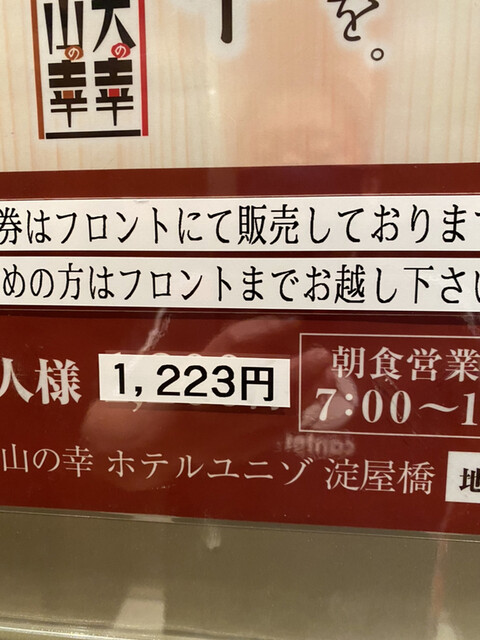 を。
山の幸
券はフロントにて販売しておりま
めの方はフロントまでお越し下さい
人様 1,223円
朝食営業
7:00〜1
山の幸 ホテルユニゾ 淀屋橋 地